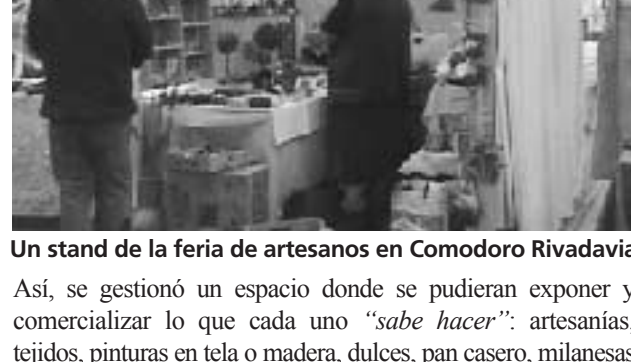 Un stand de la feria de artesanos en Comodoro Rivadavia
Así, se gestionó un espacio donde se pudieran exponer y
comercializar lo que cada uno “sabe hacer”: artesanías,
tejidos, pinturas en tela o madera, dulces, pan casero, milanesas